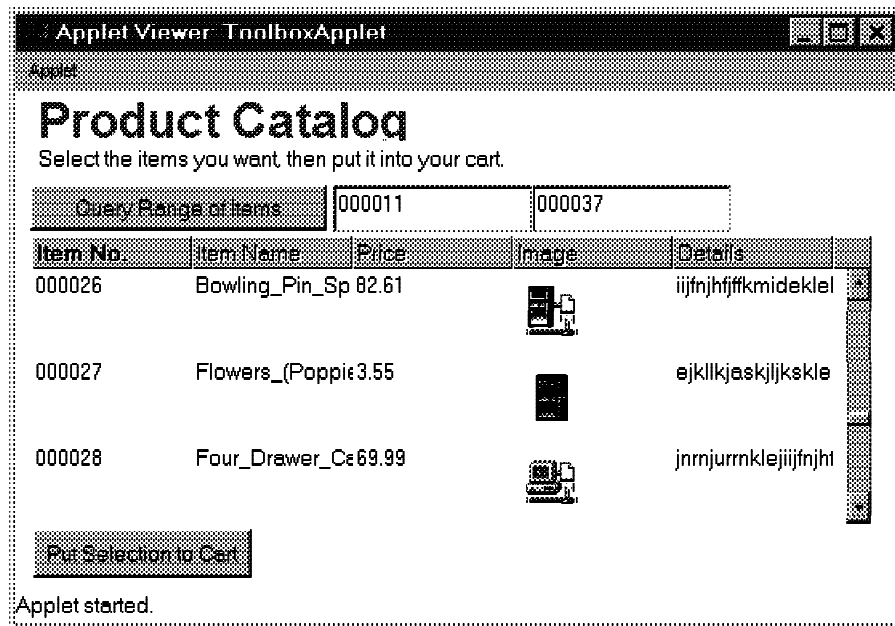 Applet Viewer: ToolboxApplet
Applet
Product Catalog
Select the items you want, then put it into your cart.
Query Range of Items 000011 000037
Item No. Item Name Price Image Details
000026 Bowling_Pin_Sp 82.61
000027 Flowers_(Poppie 3.55 ejkllkjaskjljkskle
000028 Four_Drawer_Ca 69.99
Put Selection to Cart
Applet started.